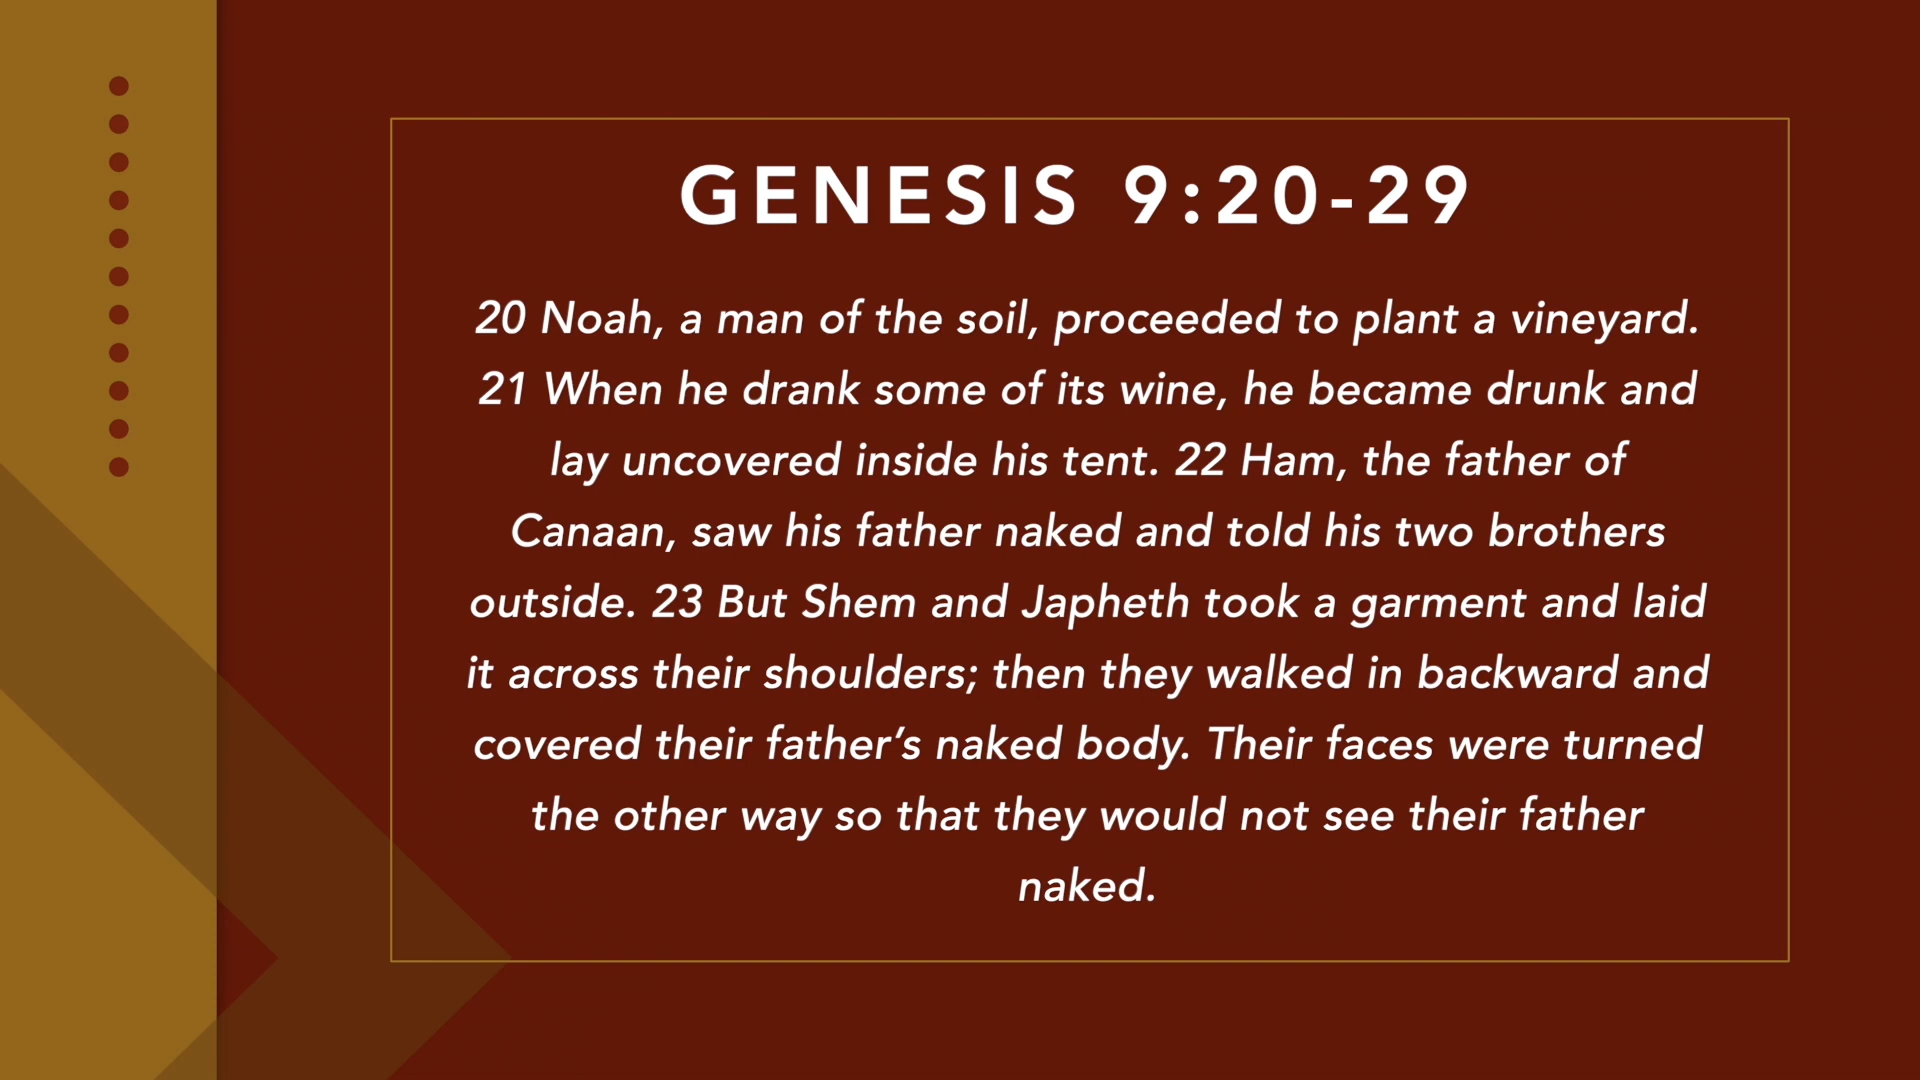 GENESIS 9:20-29
20 Noah, a man of the soil, proceeded to plant a vineyard.
21 When he drank some of its wine, he became drunk and
lay uncovered inside his tent. 22 Ham, the father of
Canaan, saw his father naked and told his two brothers
outside. 23 But Shem and Japheth took a garment and laid
it across their shoulders; then they walked in backward and
covered their father’s naked body. Their faces were turned
the other way so that they would not see their father
naked.